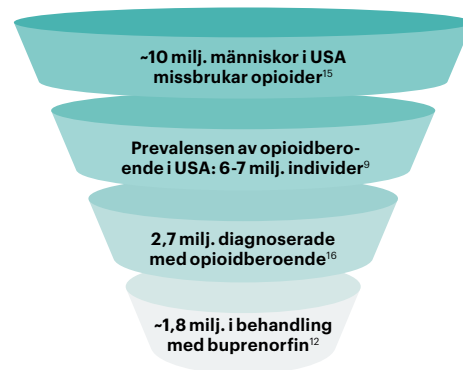 ~10 milj. människor i USA
missbrukar opioider15
Prevalensen av opioidbero-
ende i USA: 6-7 milj. individer9
2,7 milj. diagnoserade
med opioidberoende16
~1,8 milj. i behandling
med buprenorfin12